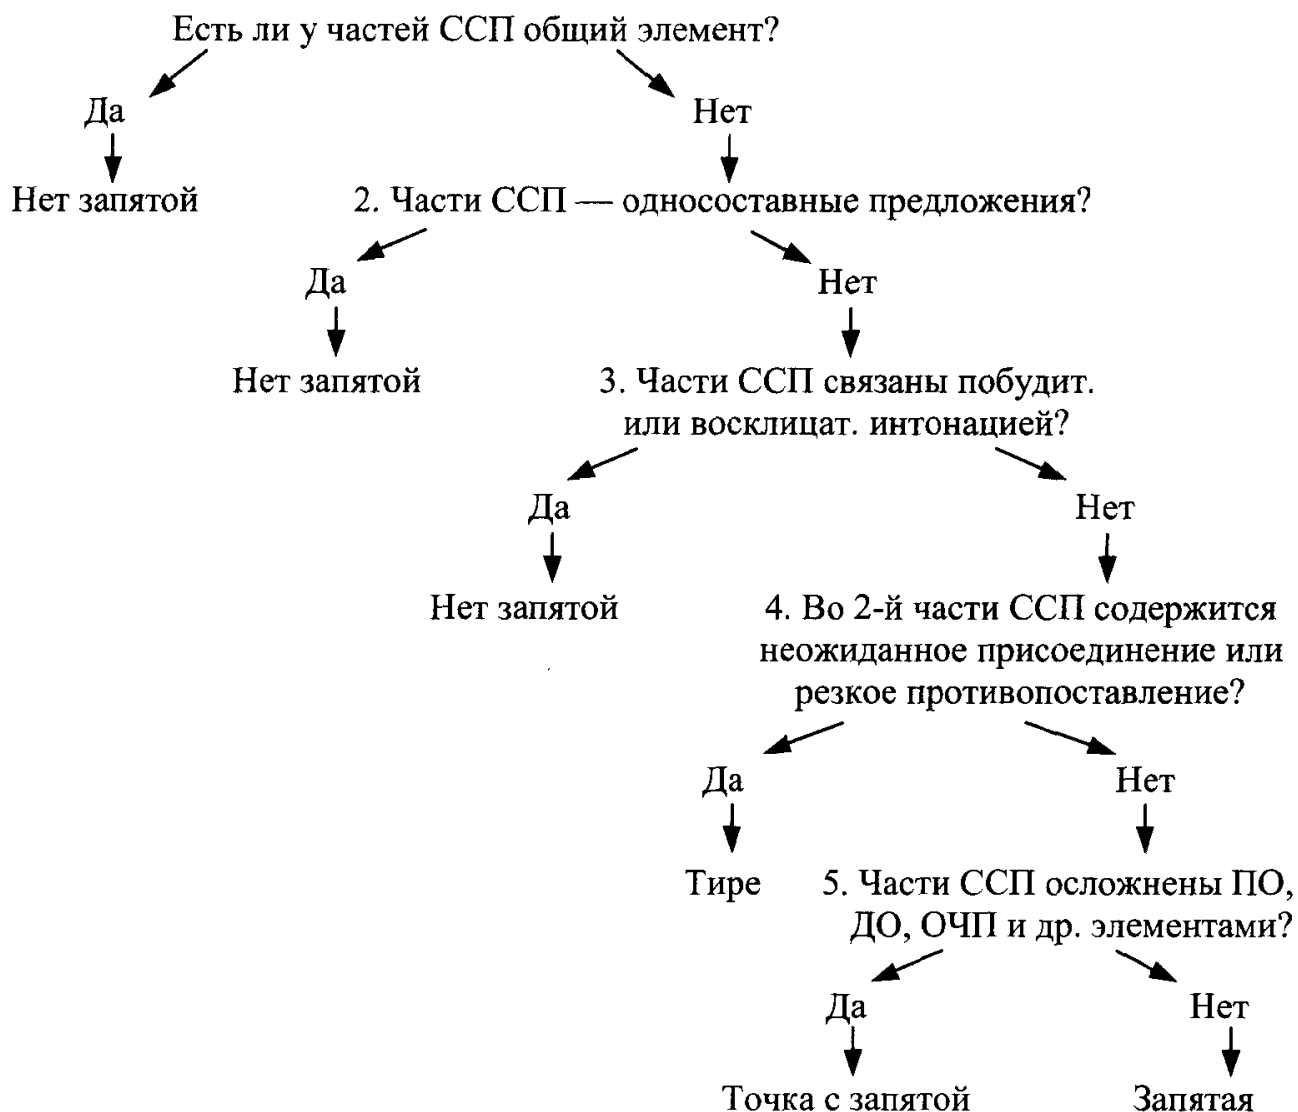 Есть ли у частей ССП общий элемент?
Да
Нет
Нет запятой
2. Части ССП — односоставные предложения?
Да
Нет
Нет запятой
3. Части ССП связаны побудит.
или восклицат. интонацией?
Да
Нет
Нет запятой
4. Во 2-й части ССП содержится
неожиданное присоединение или
резкое противопоставление?
Да
Нет
Тире
5. Части ССП осложнены ПО,
ДО, ОЧП и др. элементами?
Да
Нет
Точка с запятой
Запятая